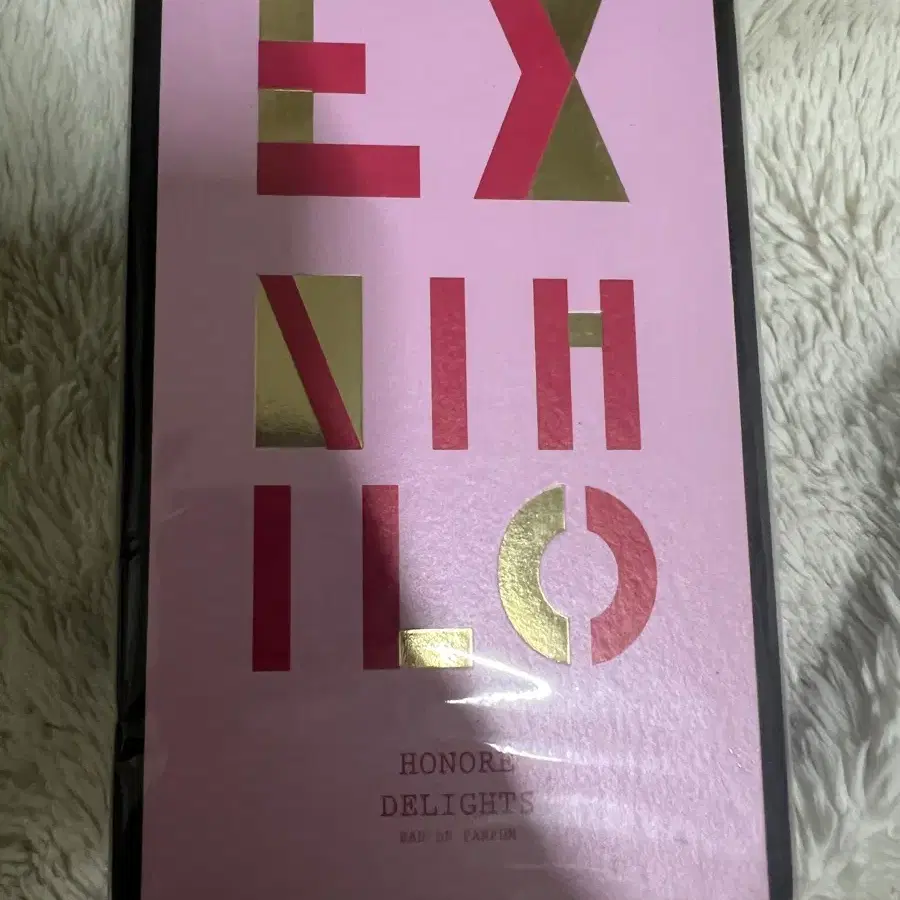 EX
NIH
ILO
HONORE
DELIGHTS
EAU DE PARFUM